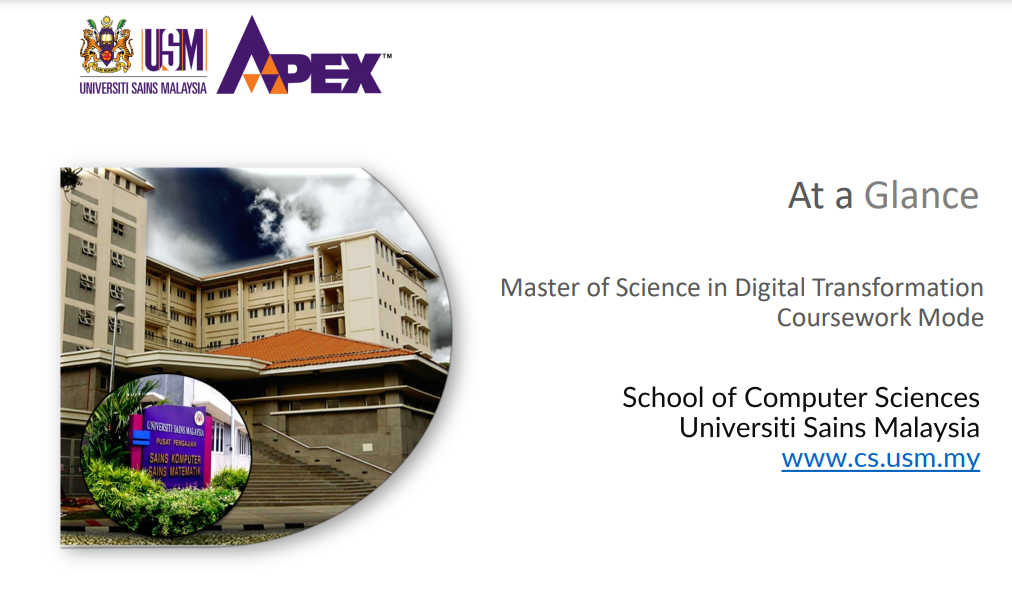 USM
UNIVERSITI SAINS MALAYSIA
APEX™
At a Glance
Master of Science in Digital Transformation
Coursework Mode
School of Computer Sciences
Universiti Sains Malaysia
www.cs.usm.my
UNIVERSITI SAINS MALAYSIA
PUSAT PENGAJIAN
SAINS KOMPUTER
SAINS MATEMATIK